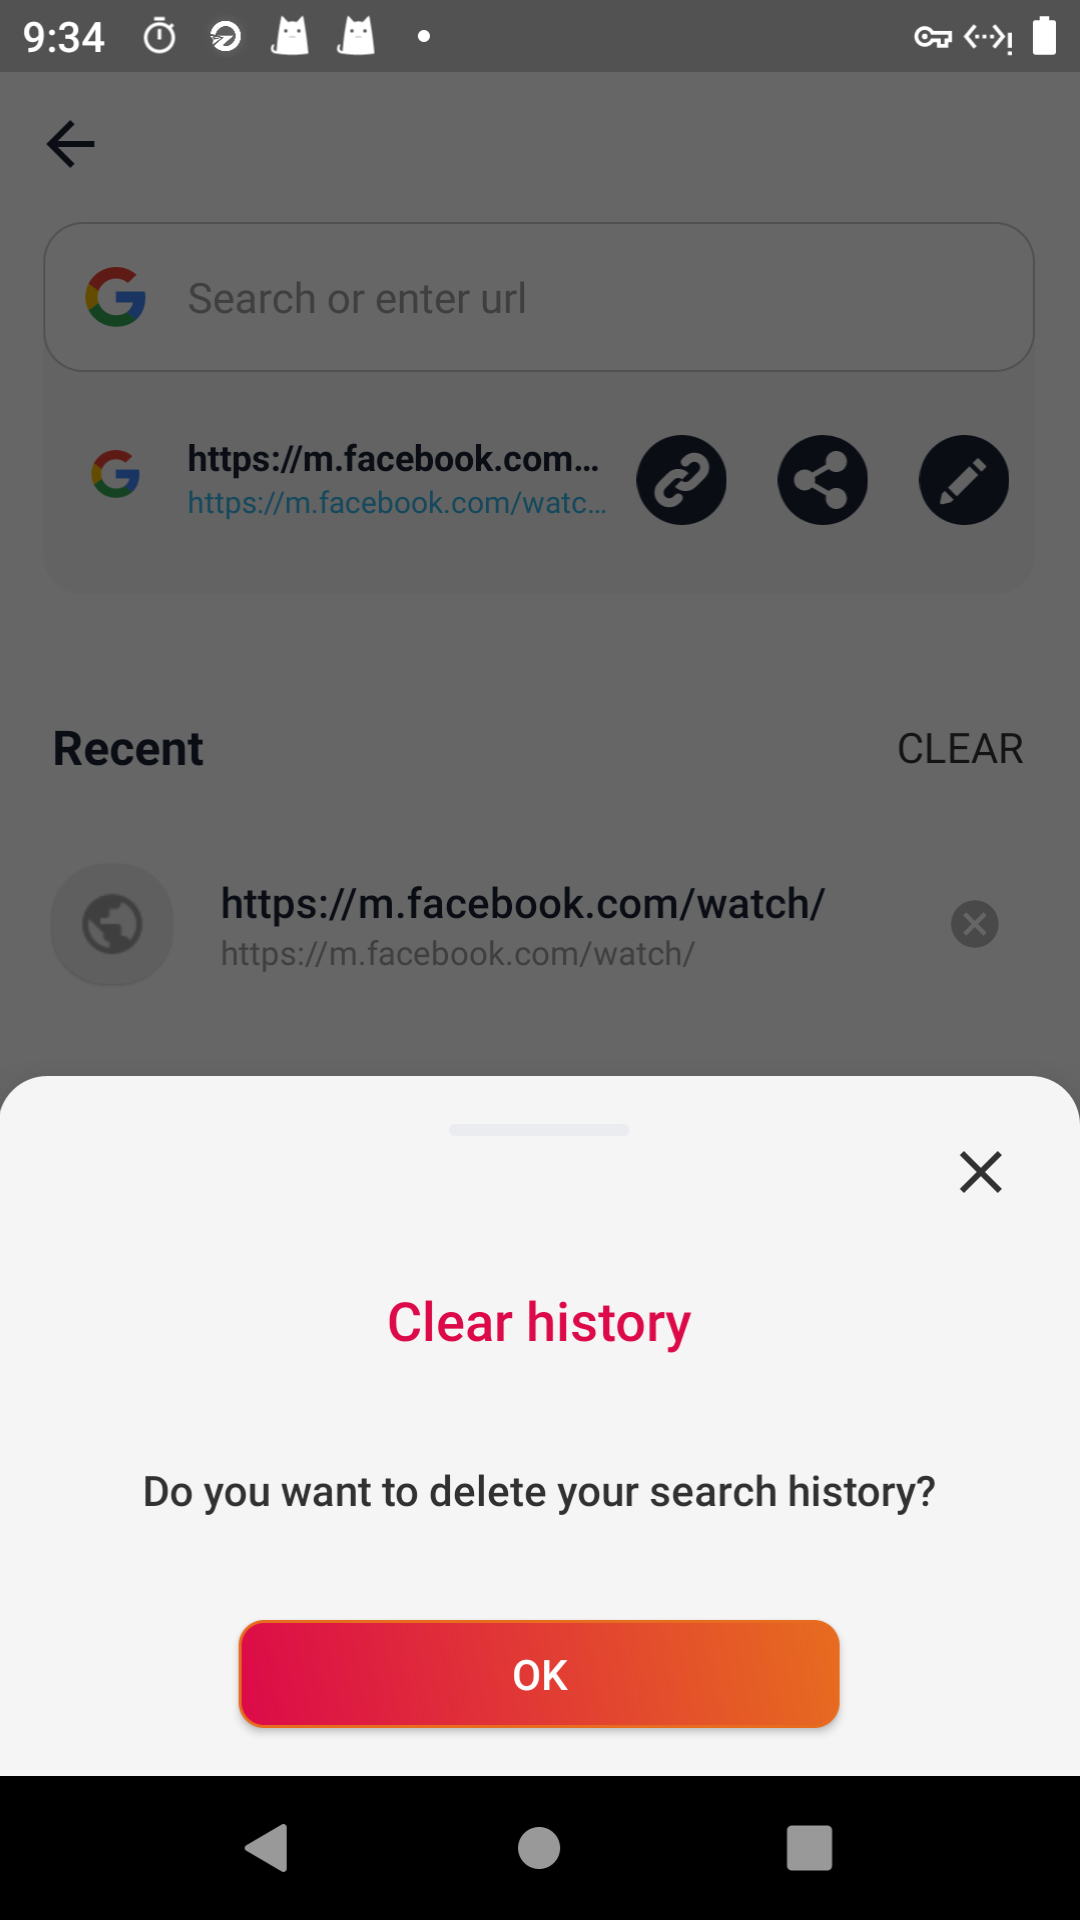 9:34
Search or enter url
https://m.facebook.com...
https://m.facebook.com/watc...
Recent
CLEAR
https://m.facebook.com/watch/
https://m.facebook.com/watch/
Clear history
Do you want to delete your search history?
OK